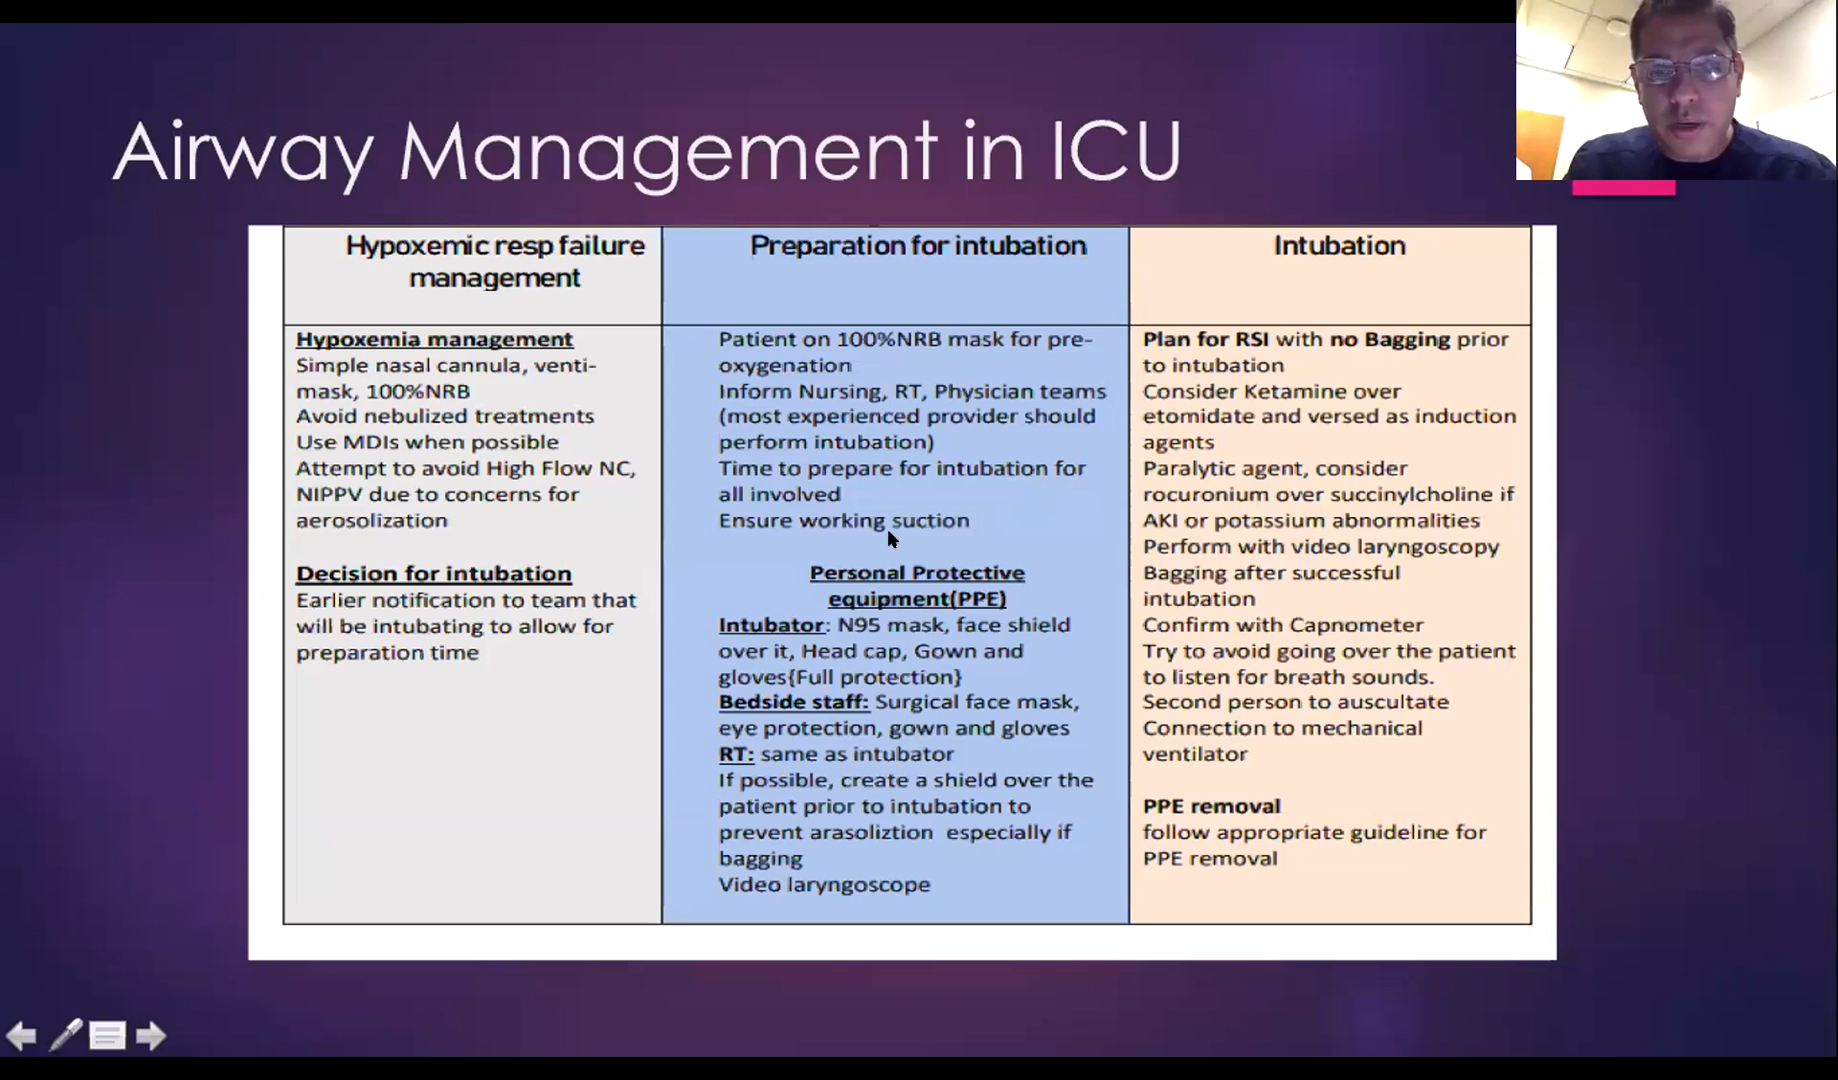 Airway Management in ICU
Hypoxemic resp failure
management
Hypoxemia management
Simple nasal cannula, venti-
mask, 100%NRB
Avoid nebulized treatments
Use MDIs when possible
Attempt to avoid High Flow NC,
NIPPV due to concerns for
aerosolization
Decision for intubation
Earlier notification to team that
will be intubating to allow for
preparation time
Preparation for intubation
Patient on 100%NRB mask for pre-
oxygenation
Inform Nursing, RT, Physician teams
(most experienced provider should
perform intubation)
Time to prepare for intubation for
all involved
Ensure working suction
Personal Protective
equipment(PPE)
Intubator: N95 mask, face shield
over it, Head cap, Gown and
gloves{Full protection}
Bedside staff: Surgical face mask,
eye protection, gown and gloves
RT: same as intubator
If possible, create a shield over the
patient prior to intubation to
prevent arasoliztion especially if
bagging
Video laryngoscope
Intubation
Plan for RSI with no Bagging prior
to intubation
Consider Ketamine over
etomidate and versed as induction
agents
Paralytic agent, consider
rocuronium over succinylcholine if
AKI or potassium abnormalities
Perform with video laryngoscopy
Bagging after successful
intubation
Confirm with Capnometer
Try to avoid going over the patient
to listen for breath sounds.
Second person to auscultate
Connection to mechanical
ventilator
PPE removal
follow appropriate guideline for
PPE removal